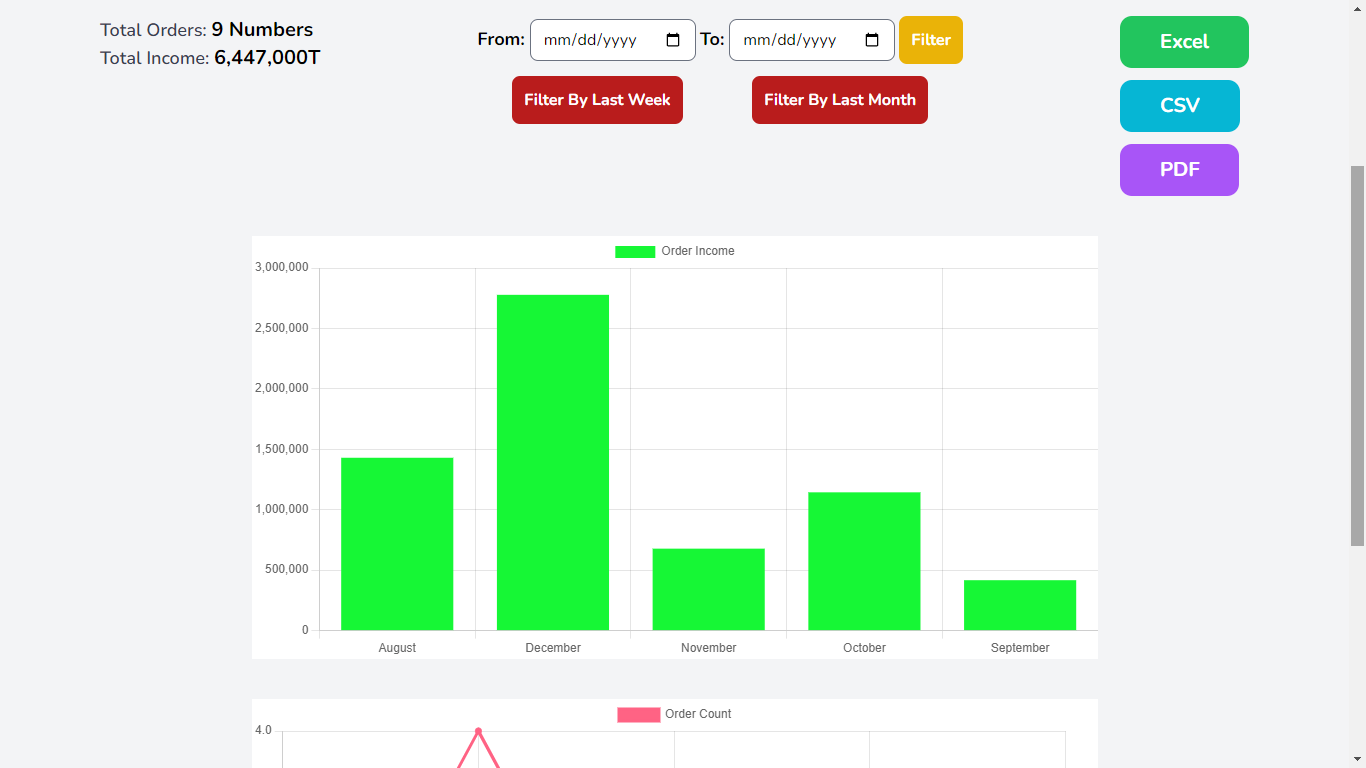 Total Orders: 9 Numbers
Total Income: 6,447,000T
From: mm/dd/yyyy To: mm/dd/yyyy Filter
Filter By Last Week Filter By Last Month
Excel
CSV
PDF
Order Income
3,000,000
2,500,000
2,000,000
1,500,000
1,000,000
500,000
0
August December November October September
Order Count
4.0